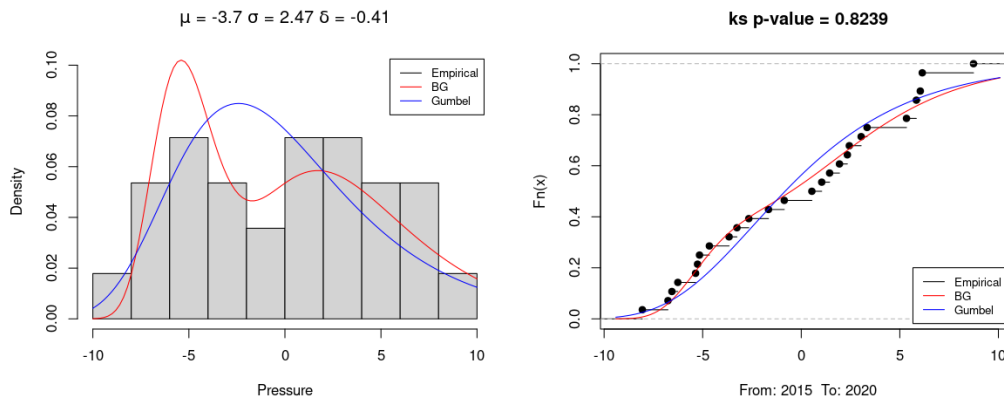 μ = -3.7 σ = 2.47 δ = -0.41
Density
0.00
0.02
0.04
0.06
0.08
0.10
Empirical
BG
Gumbel
-10
-5
0
5
10
Pressure
ks p-value = 0.8239
Fn(x)
0.0
0.2
0.4
0.6
0.8
1.0
Empirical
BG
Gumbel
-10
-5
0
5
10
From: 2015 To: 2020